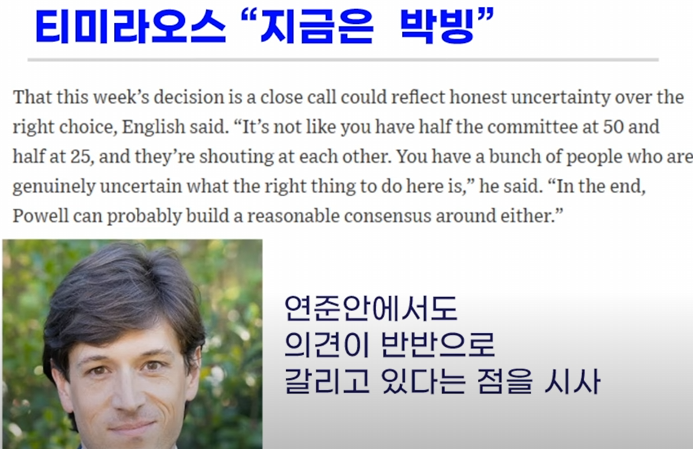 티미라오스 “지금은 박빙”
That this week’s decision is a close call could reflect honest uncertainty over the
right choice, English said. “It’s not like you have half the committee at 50 and
half at 25, and they’re shouting at each other. You have a bunch of people who are
genuinely uncertain what the right thing to do here is,” he said. “In the end,
Powell can probably build a reasonable consensus around either.”
연준안에서도
의견이 반반으로
갈리고 있다는 점을 시사